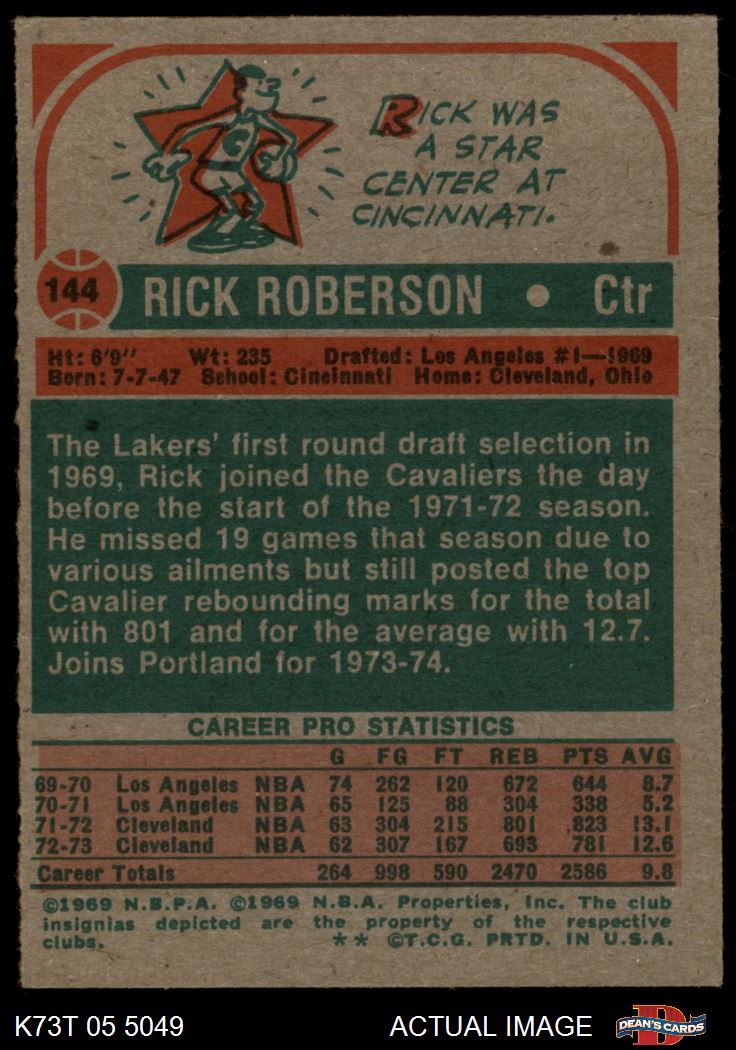 RICK WAS
A STAR
CENTER AT
CINCINNATI.
C
144 RICK ROBERSON • Ctr
Ht: 6'9" Wt: 235 Drafted: Los Angeles #1—1969
Born: 7-7-47 School: Cincinnati Home: Cleveland, Ohio
The Lakers' first round draft selection in
1969, Rick joined the Cavaliers the day
before the start of the 1971-72 season.
He missed 19 games that season due to
various ailments but still posted the top
Cavalier rebounding marks for the total
with 801 and for the average with 12.7.
Joins Portland for 1973-74.
CAREER PRO STATISTICS
G FG FT REB PTS AVG
69-70 Los Angeles NBA 74 262 120 672 644 8.7
70-71 Los Angeles NBA 65 125 88 304 338 5.2
71-72 Cleveland NBA 63 304 215 801 823 13.1
72-73 Cleveland NBA 62 307 167 693 781 12.6
Career Totals 264 998 590 2470 2586 9.8
©1969 N.B.P.A. ©1969 N.B.A. Properties, Inc. The club
insignias depicted are the property of the respective
clubs. ** ©T.C.G. PRTD. IN U.S.A.
K73T 05 5049 ACTUAL IMAGE D DEAN'S CARDS